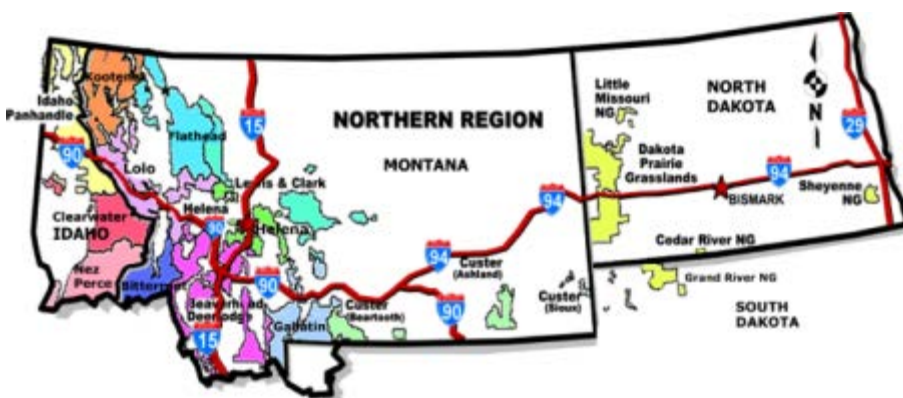 Kootenai
Idaho
Panhandle
90
Flathead
15
NORTHERN REGION
MONTANA
Lolo
Lewis & Clark
Helena
90
Helena
Clearwater
IDAHO
Nez
Perce
Bitterroot
Beaverhead
Deerlodge
15
90
Gallatin
Custer
(Beartooth)
94
Custer
(Ashland)
90
94
Custer
(Sioux)
Little
Missouri
NG
NORTH
DAKOTA
N
29
Dakota
Prairie
Grasslands
94
BISMARK
Sheyenne
NG
Cedar River NG
Grand River NG
SOUTH
DAKOTA